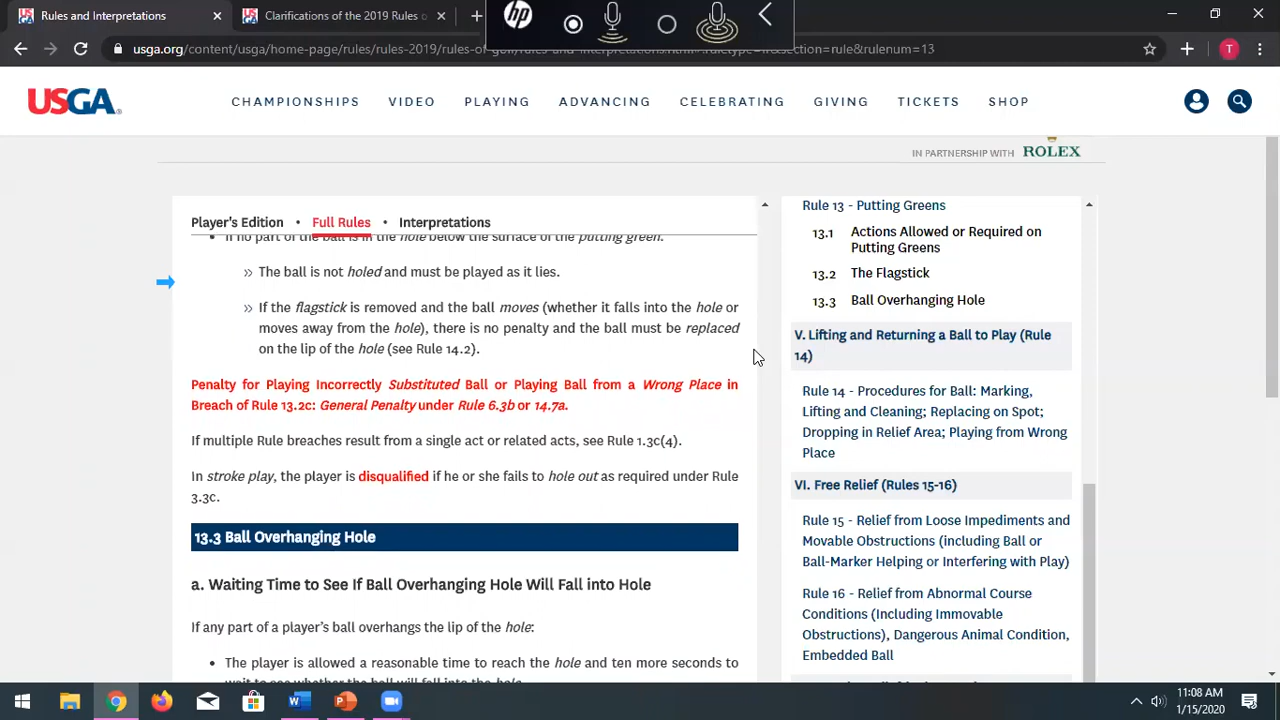 Rules and Interpretations
Clarifications of the 2019 Rules o
hp
usga.org/content/usga/home-page/rules/rules-2019/rules-of-golf/rules-and-interpretations.html#!ruletype=fr&section=rule&rulenum=13
T
USGA
CHAMPIONSHIPS VIDEO PLAYING ADVANCING CELEBRATING GIVING TICKETS SHOP
IN PARTNERSHIP WITH ROLEX
Player's Edition • Full Rules • Interpretations
• If no part of the ball is in the hole below the surface of the putting green:
» The ball is not holed and must be played as it lies.
» If the flagstick is removed and the ball moves (whether it falls into the hole or
moves away from the hole), there is no penalty and the ball must be replaced
on the lip of the hole (see Rule 14.2).
Penalty for Playing Incorrectly Substituted Ball or Playing Ball from a Wrong Place in
Breach of Rule 13.2c: General Penalty under Rule 6.3b or 14.7a.
If multiple Rule breaches result from a single act or related acts, see Rule 1.3c(4).
In stroke play, the player is disqualified if he or she fails to hole out as required under Rule
3.3c.
13.3 Ball Overhanging Hole
a. Waiting Time to See If Ball Overhanging Hole Will Fall into Hole
If any part of a player's ball overhangs the lip of the hole:
• The player is allowed a reasonable time to reach the hole and ten more seconds to
wait to see whether the ball will fall into the hole.
Rule 13 - Putting Greens
13.1 Actions Allowed or Required on
Putting Greens
13.2 The Flagstick
13.3 Ball Overhanging Hole
V. Lifting and Returning a Ball to Play (Rule
14)
Rule 14 - Procedures for Ball: Marking,
Lifting and Cleaning; Replacing on Spot;
Dropping in Relief Area; Playing from Wrong
Place
VI. Free Relief (Rules 15-16)
Rule 15 - Relief from Loose Impediments and
Movable Obstructions (including Ball or
Ball-Marker Helping or Interfering with Play)
Rule 16 - Relief from Abnormal Course
Conditions (Including Immovable
Obstructions), Dangerous Animal Condition,
Embedded Ball
11:08 AM
1/15/2020